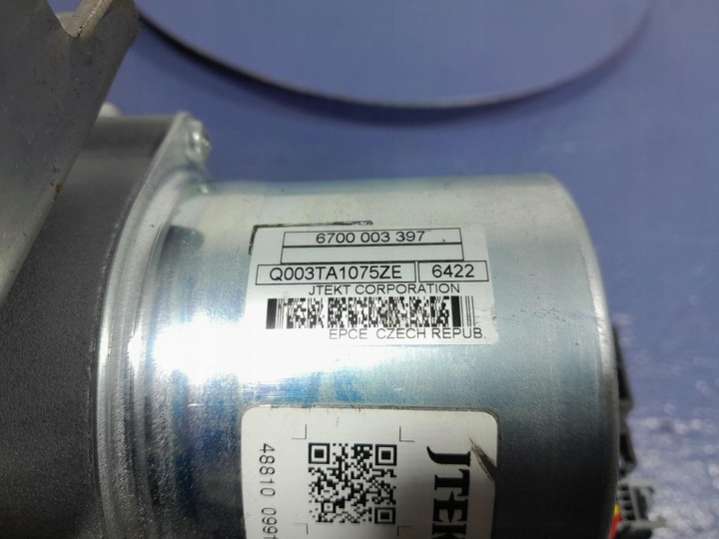 6700 003 397
Q003TA1075ZE 6422
JTEKT CORPORATION
EPCE CZECH REPUB.
JTEK
48810 099